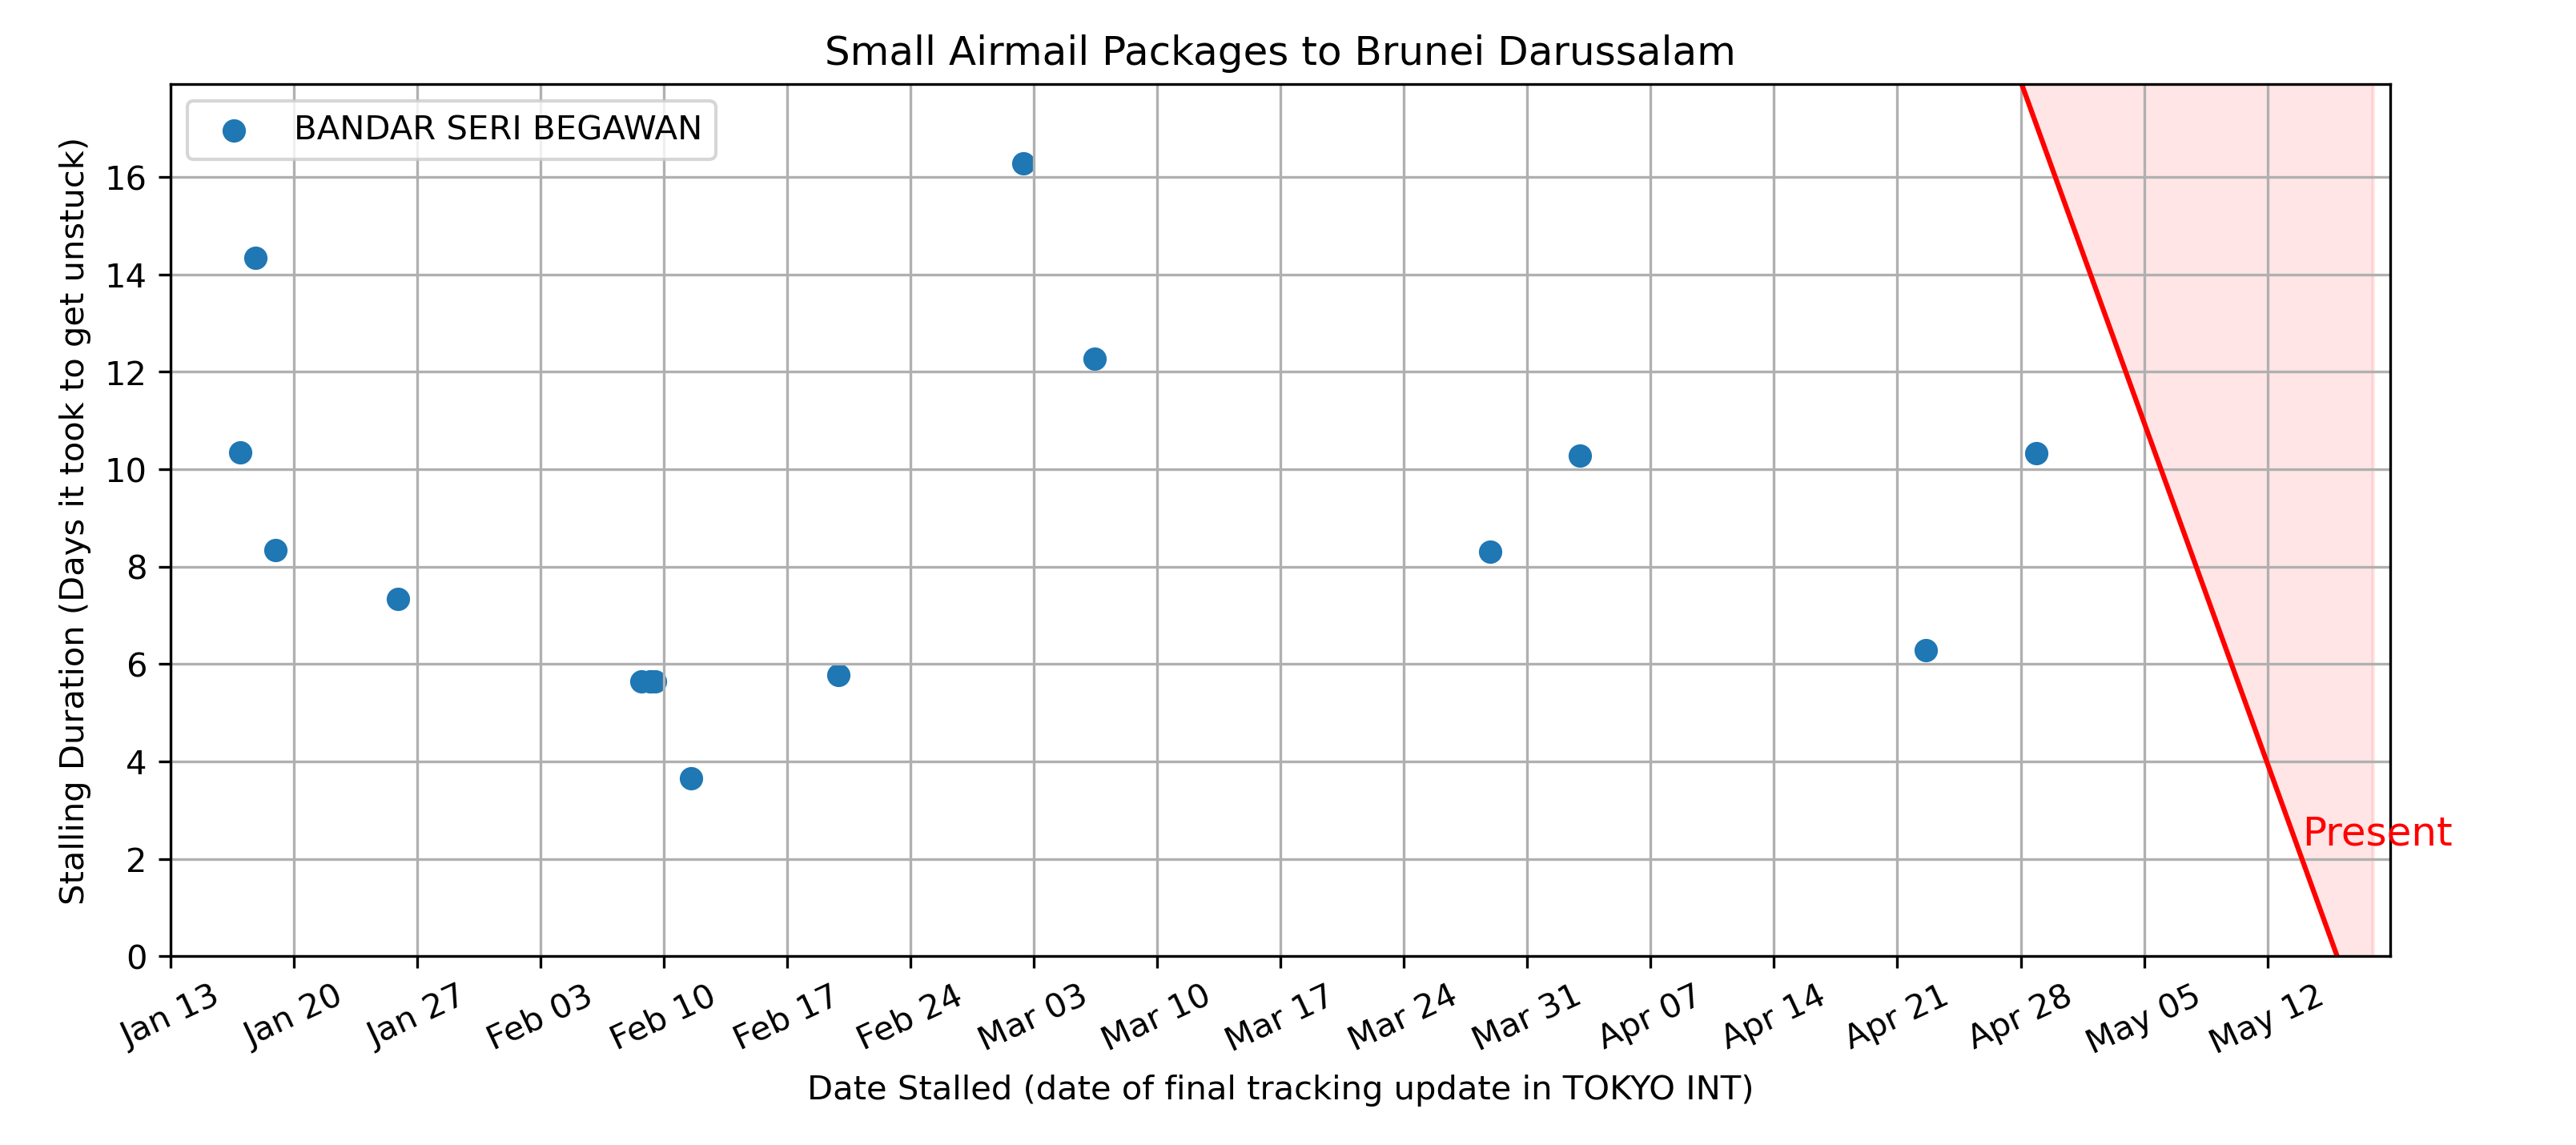 Small Airmail Packages to Brunei Darussalam
BANDAR SERI BEGAWAN
Stalling Duration (Days it took to get unstuck)
16
14
12
10
8
6
4
2
0
Present
Jan 13
Jan 20
Jan 27
Feb 03
Feb 10
Feb 17
Feb 24
Mar 03
Mar 10
Mar 17
Mar 24
Mar 31
Apr 07
Apr 14
Apr 21
Apr 28
May 05
May 12
Date Stalled (date of final tracking update in TOKYO INT)